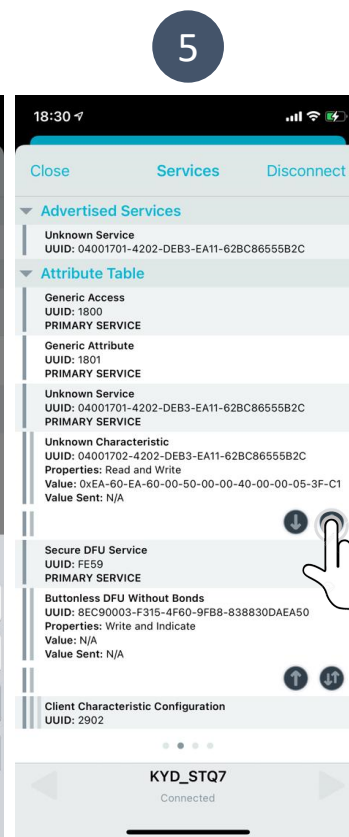 5
18:30
Close Services Disconnect
Advertised Services
Unknown Service
UUID: 04001701-4202-DEB3-EA11-62BC86555B2C
Attribute Table
Generic Access
UUID: 1800
PRIMARY SERVICE
Generic Attribute
UUID: 1801
PRIMARY SERVICE
Unknown Service
UUID: 04001701-4202-DEB3-EA11-62BC86555B2C
PRIMARY SERVICE
Unknown Characteristic
UUID: 04001702-4202-DEB3-EA11-62BC86555B2C
Properties: Read and Write
Value: 0xEA-60-EA-60-00-50-00-00-40-00-00-05-3F-C1
Value Sent: N/A
Secure DFU Service
UUID: FE59
PRIMARY SERVICE
Buttonless DFU Without Bonds
UUID: 8EC90003-F315-4F60-9FB8-838830DAEA50
Properties: Write and Indicate
Value: N/A
Value Sent: N/A
Client Characteristic Configuration
UUID: 2902
KYD_STQ7
Connected